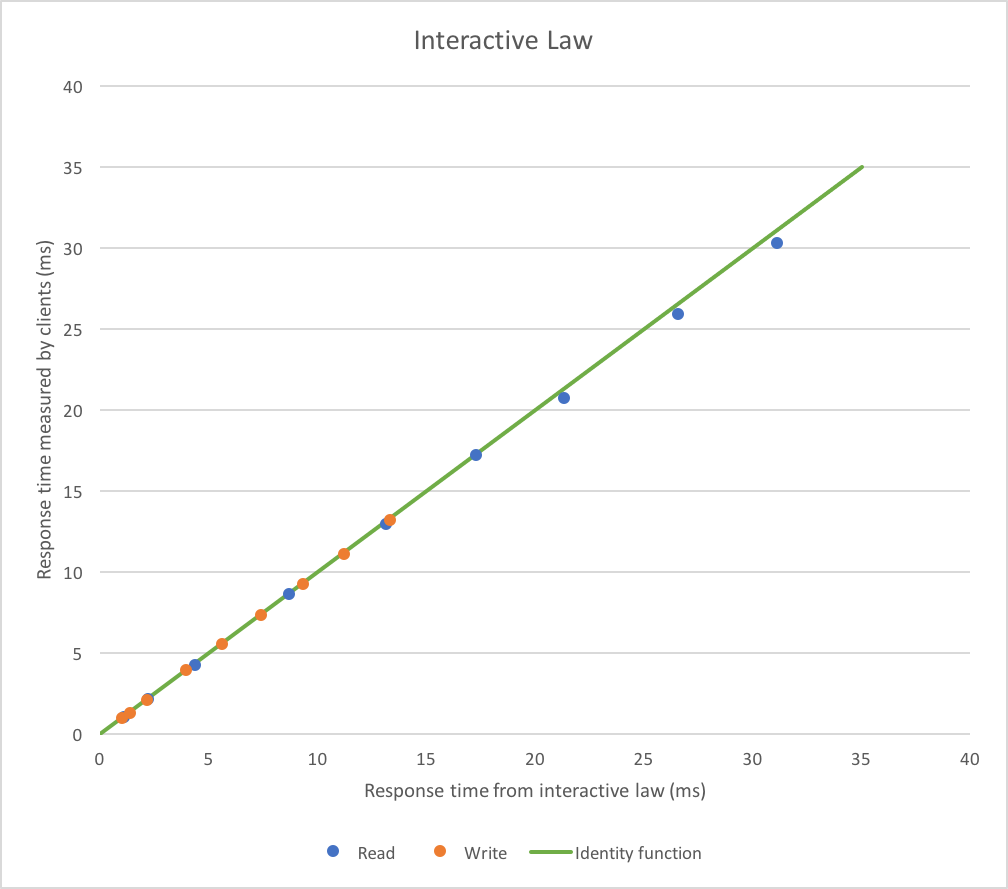 Interactive Law
40
35
30
25
20
15
10
5
0
Response time measured by clients (ms)
0 5 10 15 20 25 30 35 40
Response time from interactive law (ms)
Read Write Identity function